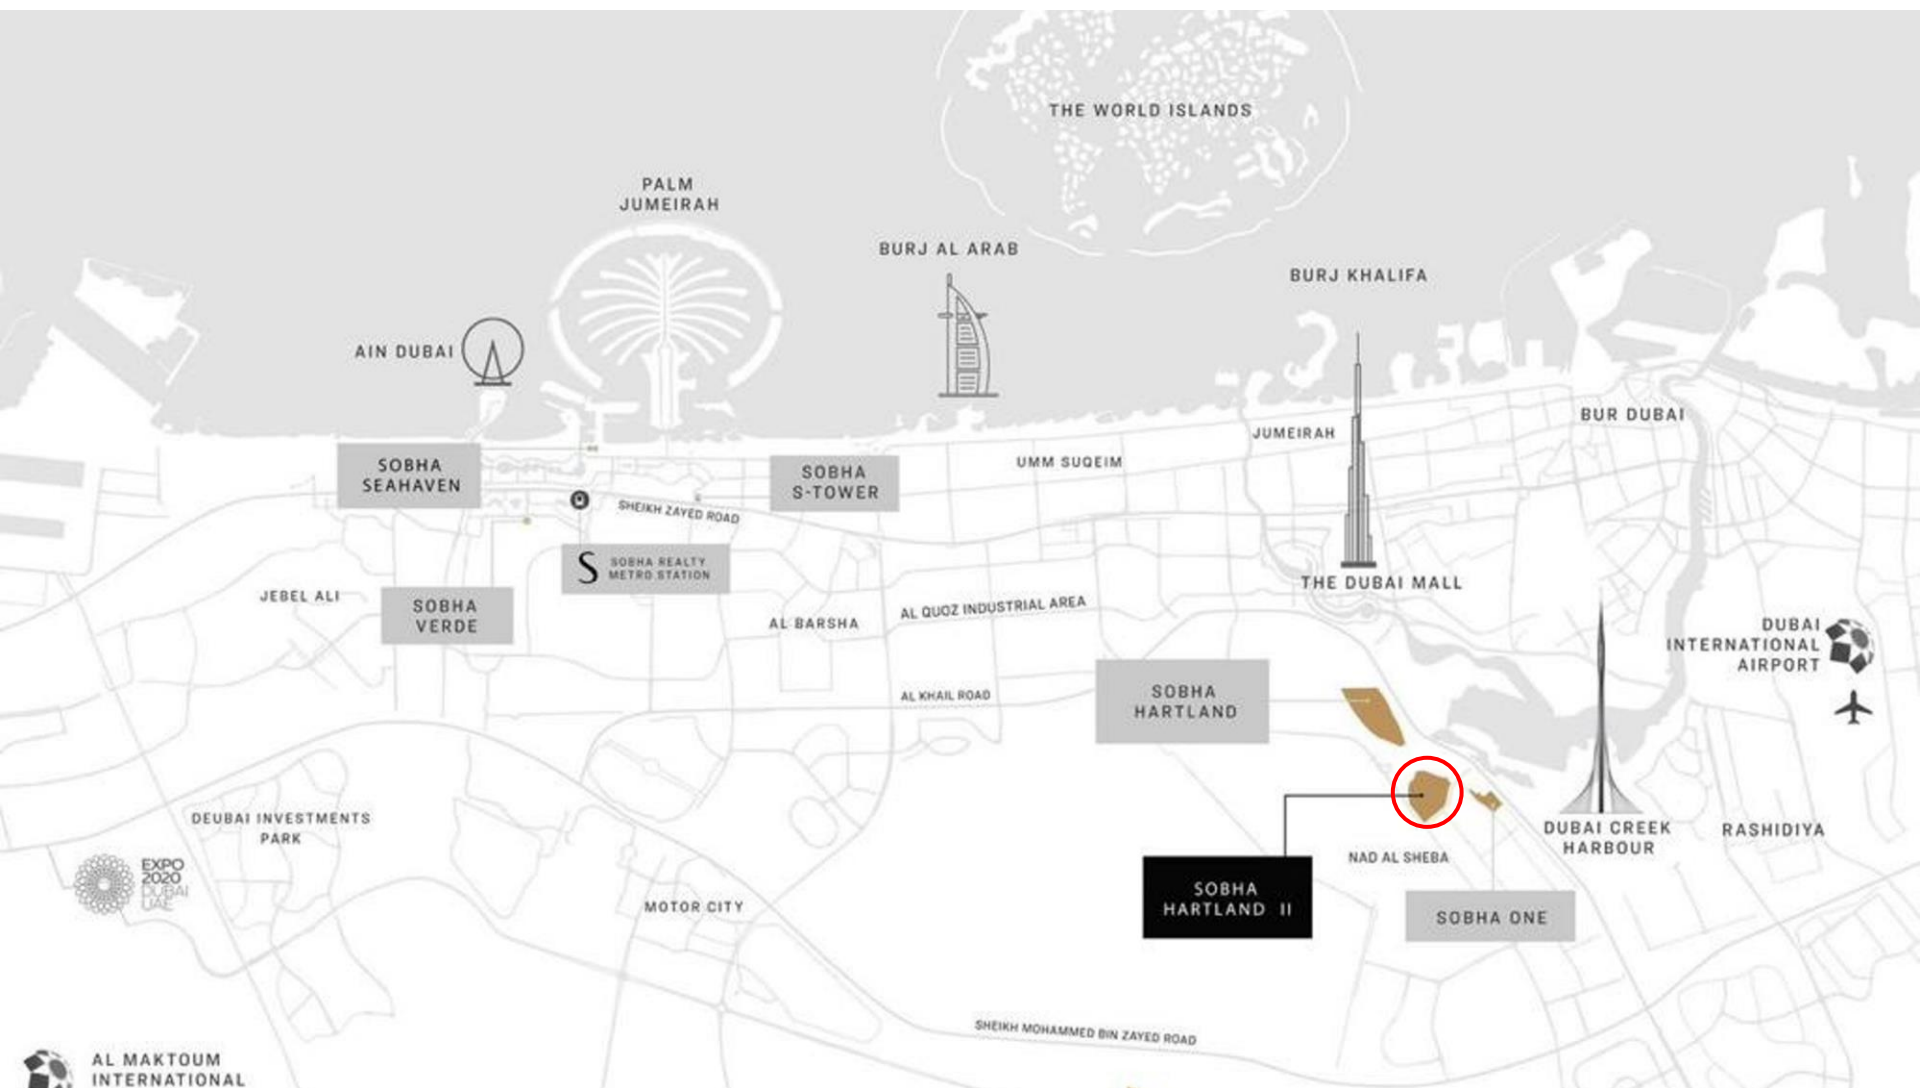 THE WORLD ISLANDS
PALM
JUMEIRAH
BURJ AL ARAB
BURJ KHALIFA
AIN DUBAI
BUR DUBAI
JUMEIRAH
UMM SUQEIM
SOBHA
SEAHAVEN
SOBHA
S-TOWER
SHEIKH ZAYED ROAD
S SOBHA REALTY
METRO STATION
THE DUBAI MALL
JEBEL ALI
SOBHA
VERDE
AL BARSHA
AL QUOZ INDUSTRIAL AREA
DUBAI
INTERNATIONAL
AIRPORT
SOBHA
HARTLAND
AL KHAIL ROAD
DEUBAI INVESTMENTS
PARK
DUBAI CREEK
HARBOUR
RASHIDIYA
NAD AL SHEBA
EXPO
2020
DUBAI
UAE
SOBHA
HARTLAND II
MOTOR CITY
SOBHA ONE
SHEIKH MOHAMMED BIN ZAYED ROAD
AL MAKTOUM
INTERNATIONAL